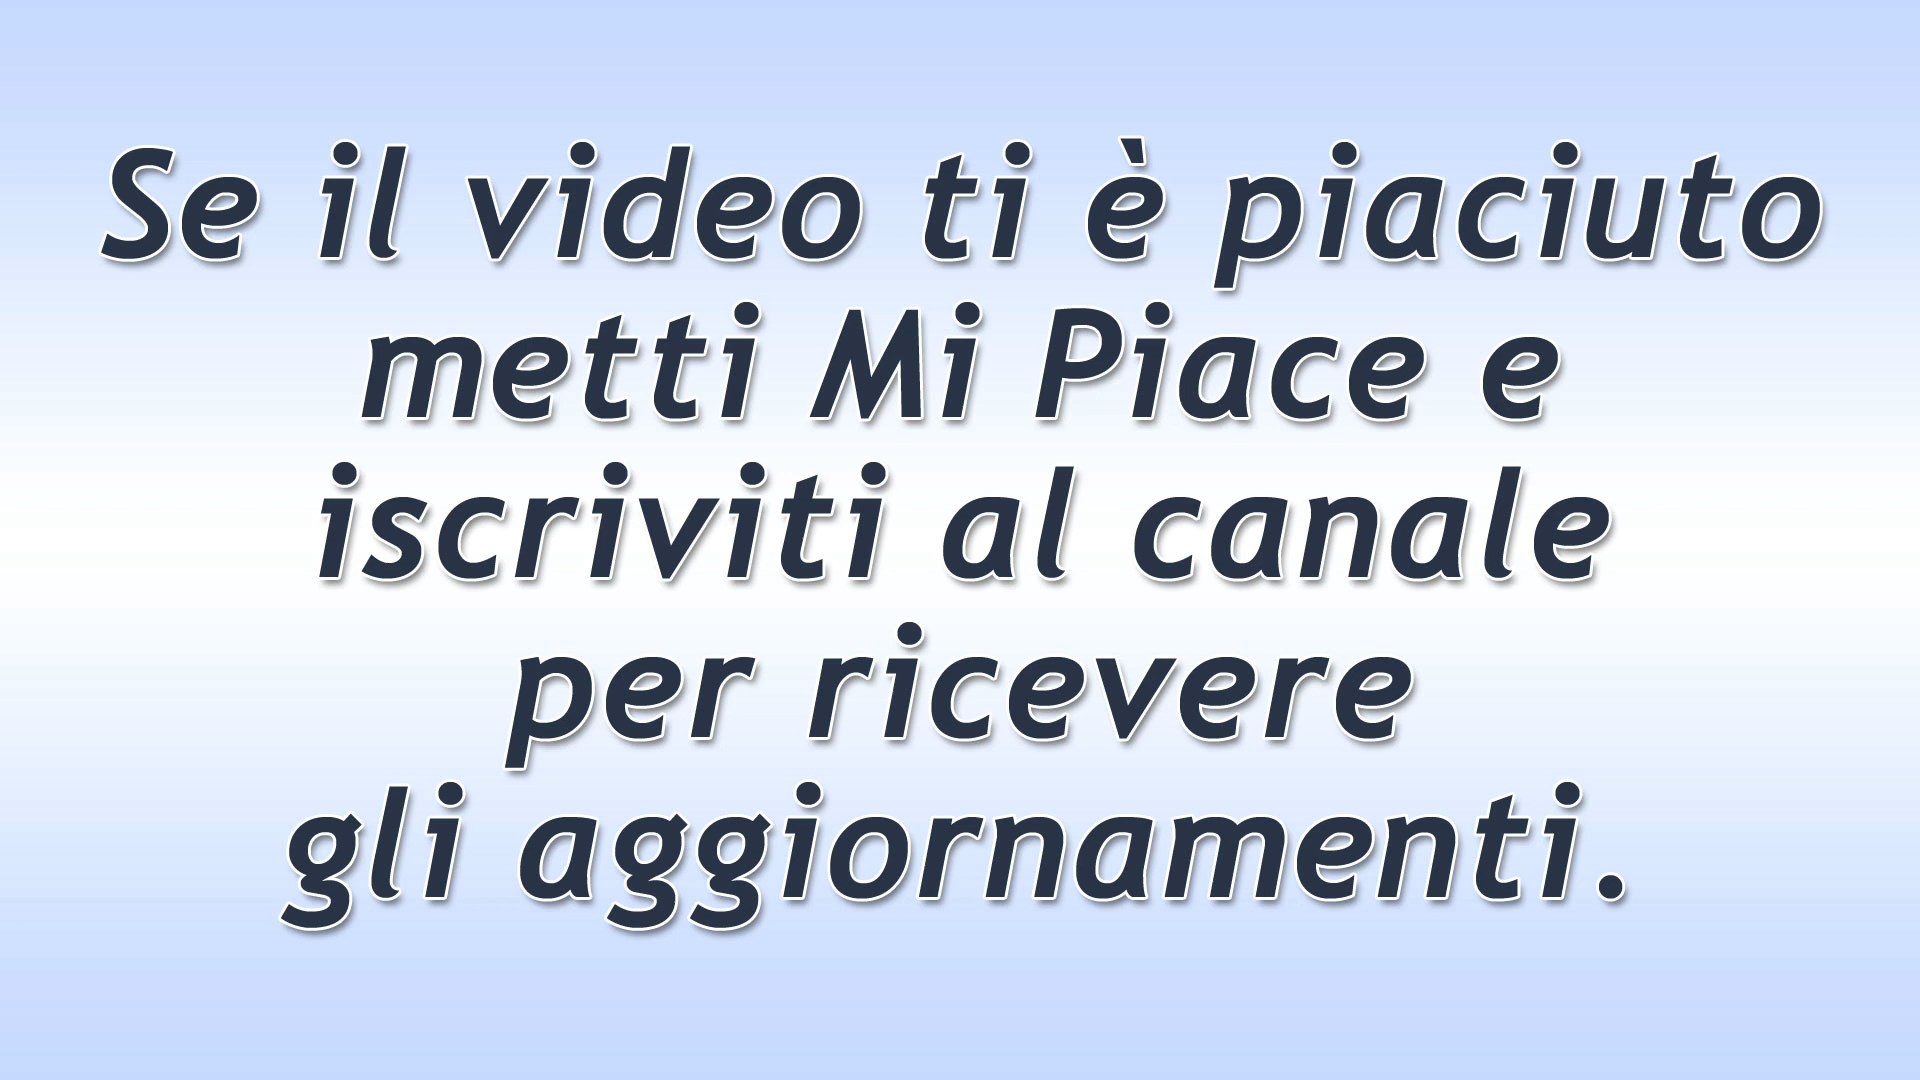 Se il video ti è piaciuto
metti Mi Piace e
iscriviti al canale
per ricevere
gli aggiornamenti.